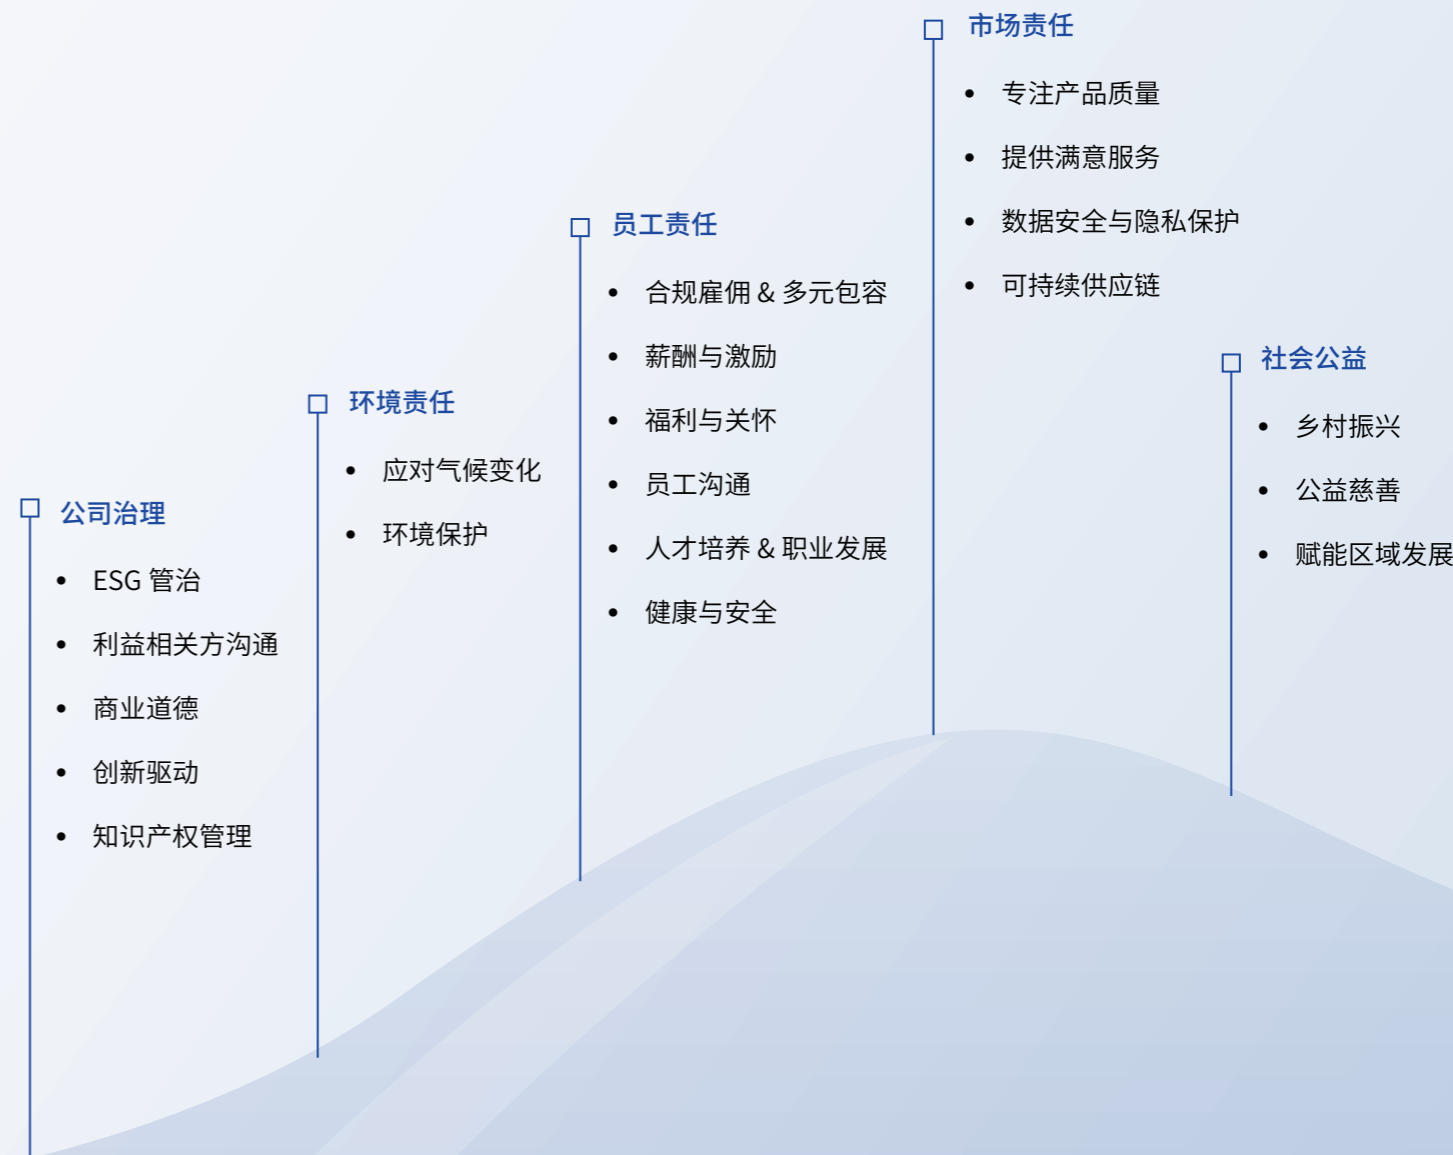 公司治理
ESG 管治
利益相关方沟通
商业道德
创新驱动
知识产权管理
环境责任
应对气候变化
环境保护
员工责任
合规雇佣 & 多元包容
薪酬与激励
福利与关怀
员工沟通
人才培养 & 职业发展
健康与安全
市场责任
专注产品质量
提供满意服务
数据安全与隐私保护
可持续供应链
社会公益
乡村振兴
公益慈善
赋能区域发展